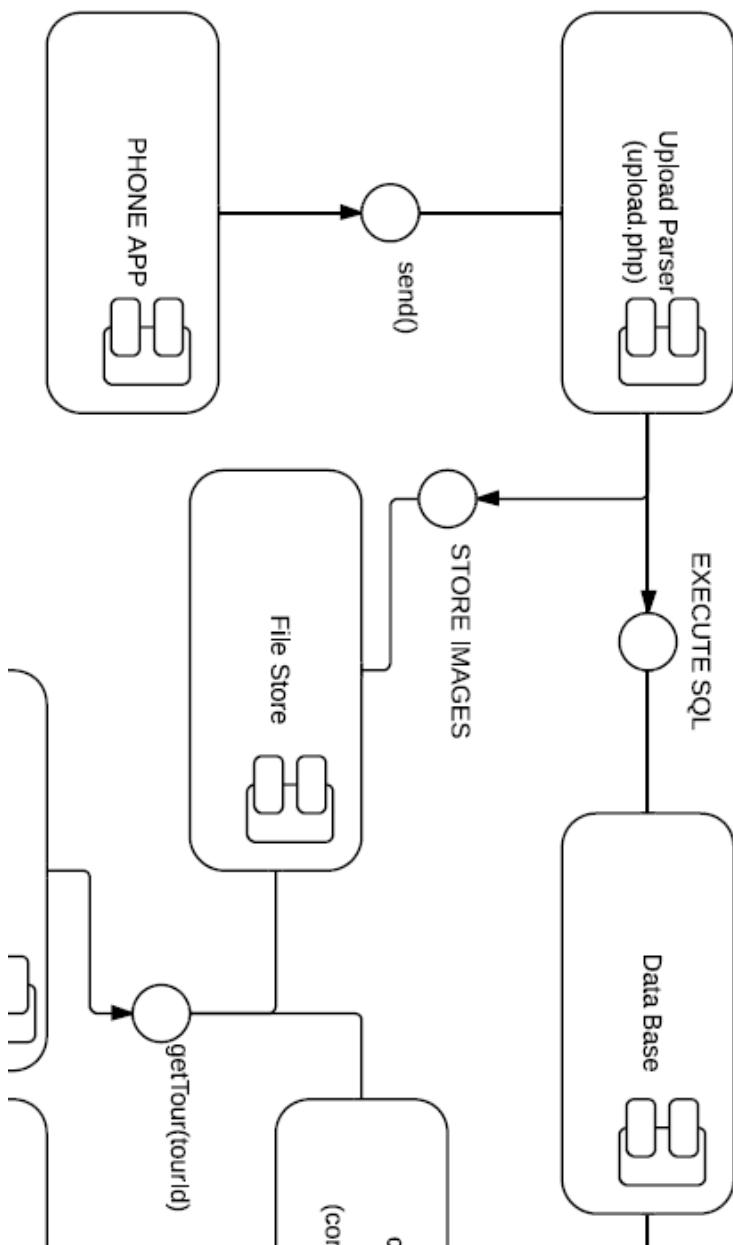 Upload Parser
(upload.php)
PHONE APP
send()
EXECUTE SQL
STORE IMAGES
File Store
Data Base
getTour(tourId)